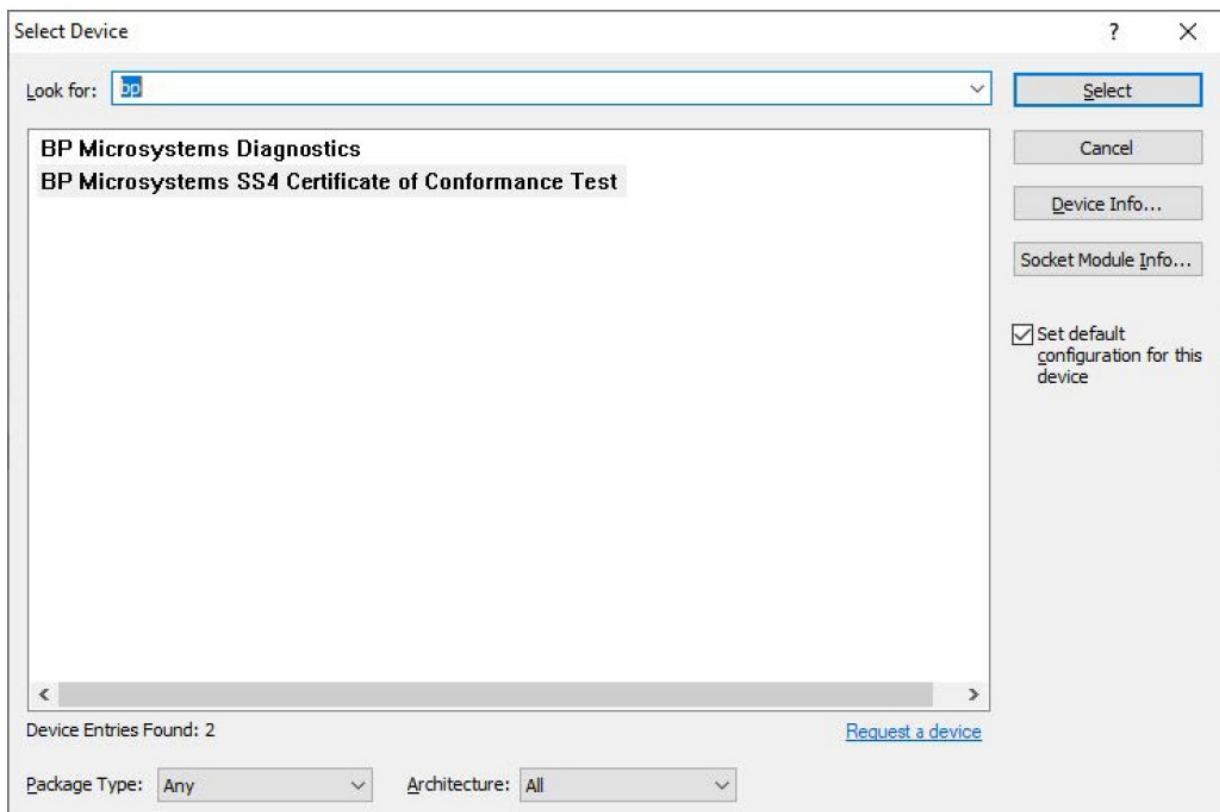 Select Device
?
Look for: bp
Select
BP Microsystems Diagnostics
BP Microsystems SS4 Certificate of Conformance Test
Cancel
Device Info...
Socket Module Info...
Set default
configuration for this
device
Device Entries Found: 2
Request a device
Package Type: Any
Architecture: All